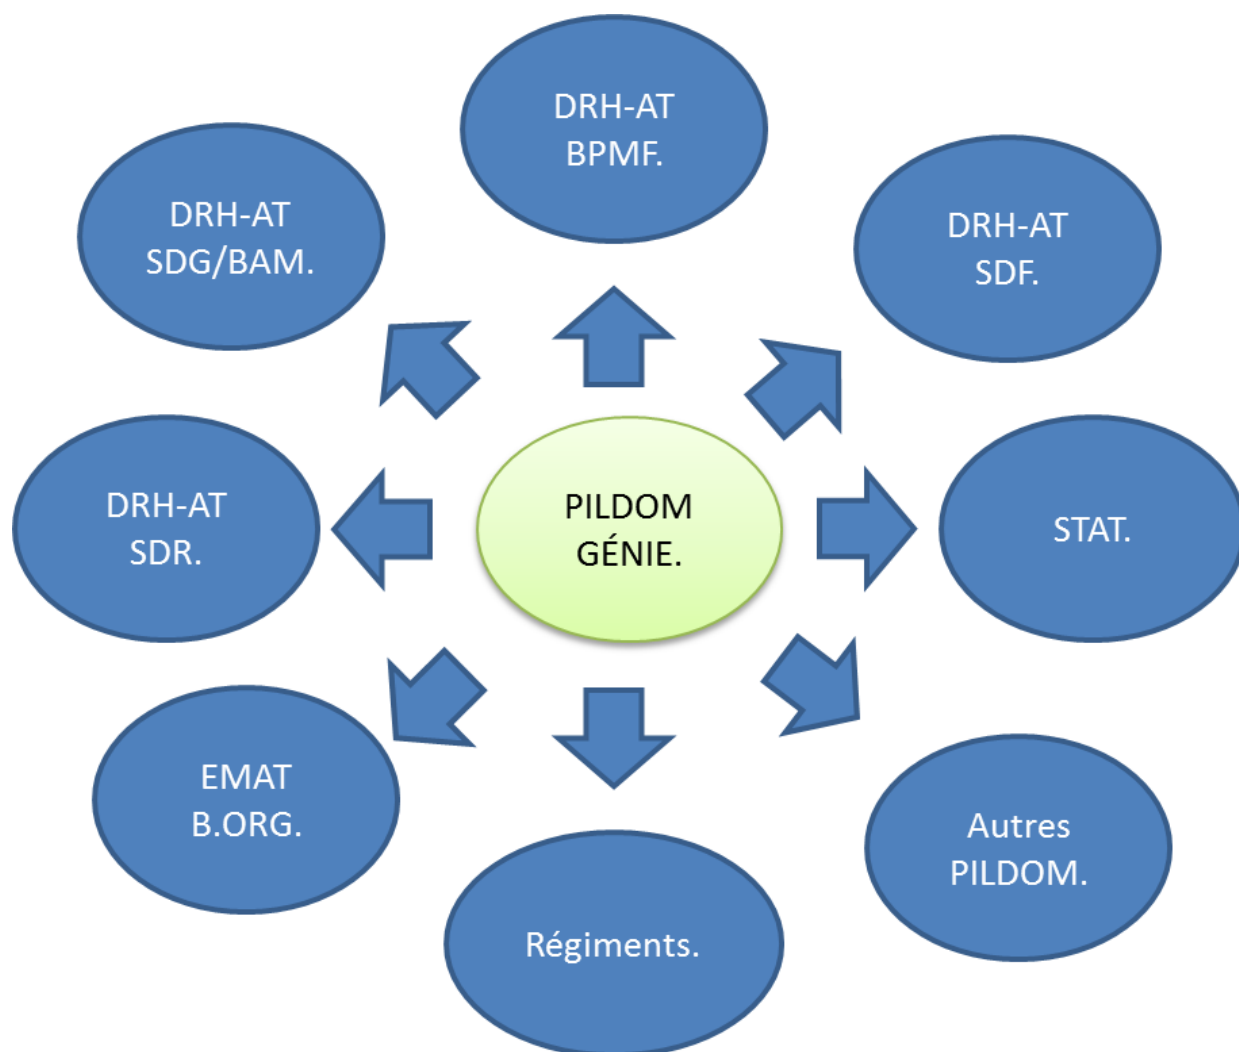 DRH-AT
BPMF.
DRH-AT
SDG/BAM.
DRH-AT
SDF.
DRH-AT
SDR.
PILDOM
GÉNIE.
STAT.
EMAT
B.ORG.
Autres
PILDOM.
Régiments.